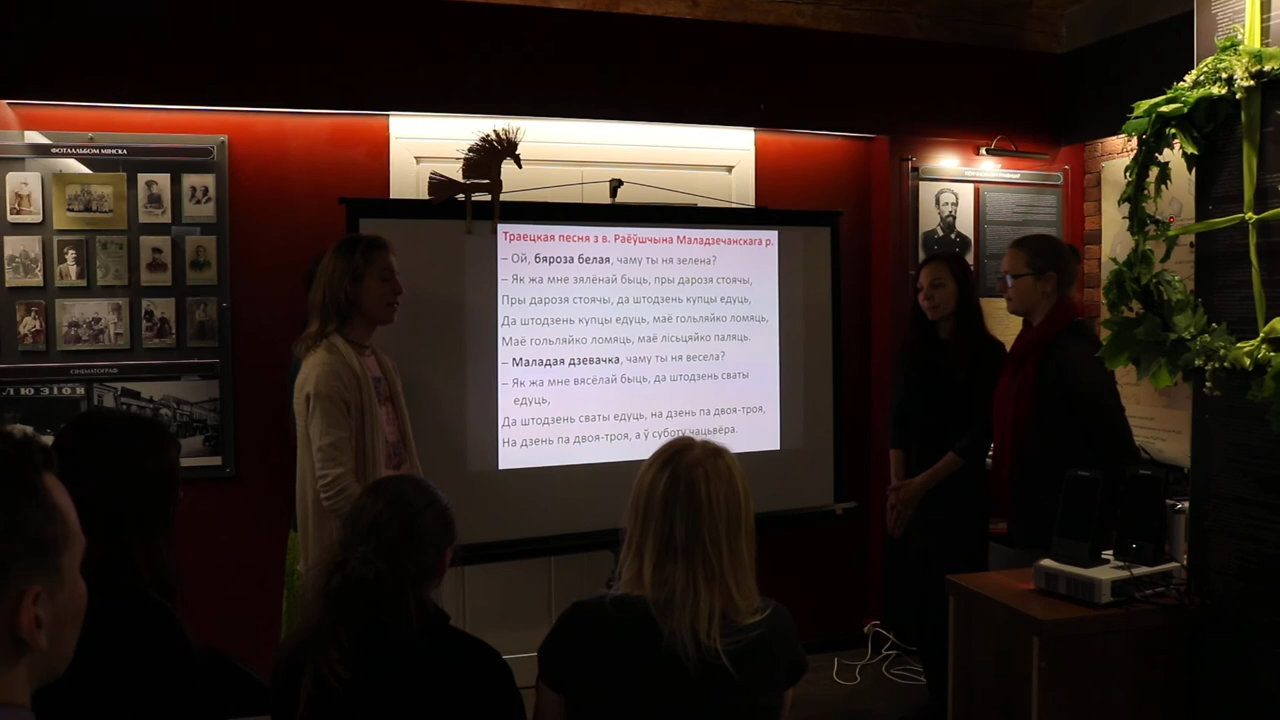 ФОТААЛЬБОМ МІНСКА
СІНЕМАТОГРАФ
ЛЮЗІОН
Траецкая песня з в. Раёўшчына Маладзечанскага р.
– Ой, бяроза белая, чаму ты ня зелена?
– Як жа мне зялёнай быць, пры дарозя стоячы,
Пры дарозя стоячы, да штодзень купцы едуць,
Да штодзень купцы едуць, маё гольляйко ломяць,
Маё гольляйко ломяць, маё лісьцяйко паляць.
– Маладая дзевачка, чаму ты ня весела?
– Як жа мне вясёлай быць, да штодзень сваты
едуць,
Да штодзень сваты едуць, на дзень па двоя-троя,
На дзень па двоя-троя, а ў суботу чацьвёра.